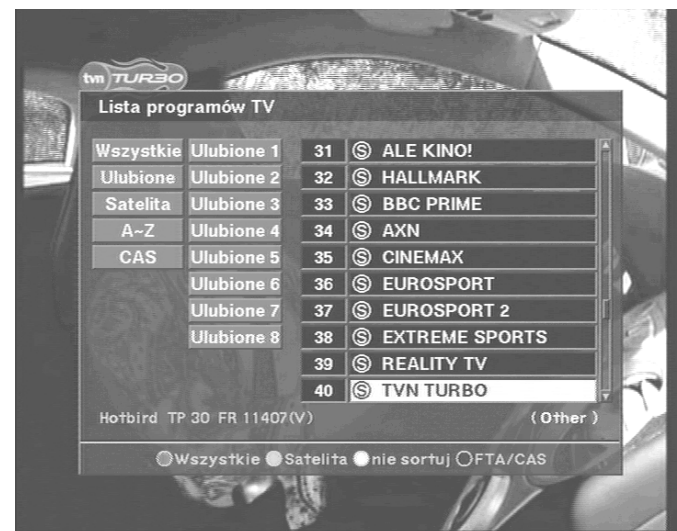 tvn TURBO
Lista programów TV
Wszystkie Ulubione 1 31 Ⓢ ALE KINO!
Ulubione Ulubione 2 32 Ⓢ HALLMARK
Satelita Ulubione 3 33 Ⓢ BBC PRIME
A~Z Ulubione 4 34 Ⓢ AXN
CAS Ulubione 5 35 Ⓢ CINEMAX
Ulubione 6 36 Ⓢ EUROSPORT
Ulubione 7 37 Ⓢ EUROSPORT 2
Ulubione 8 38 Ⓢ EXTREME SPORTS
39 Ⓢ REALITY TV
40 Ⓢ TVN TURBO
Hotbird TP 30 FR 11407(V) (Other)
Wszystkie Satelita nie sortuj FTA/CAS